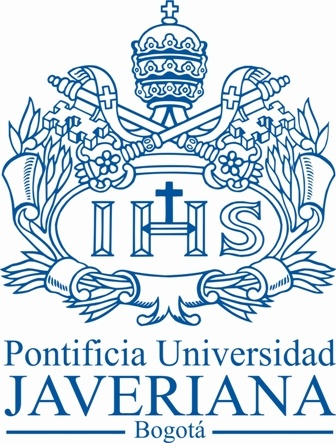 IHS
Pontificia Universidad
JAVERIANA
Bogotá